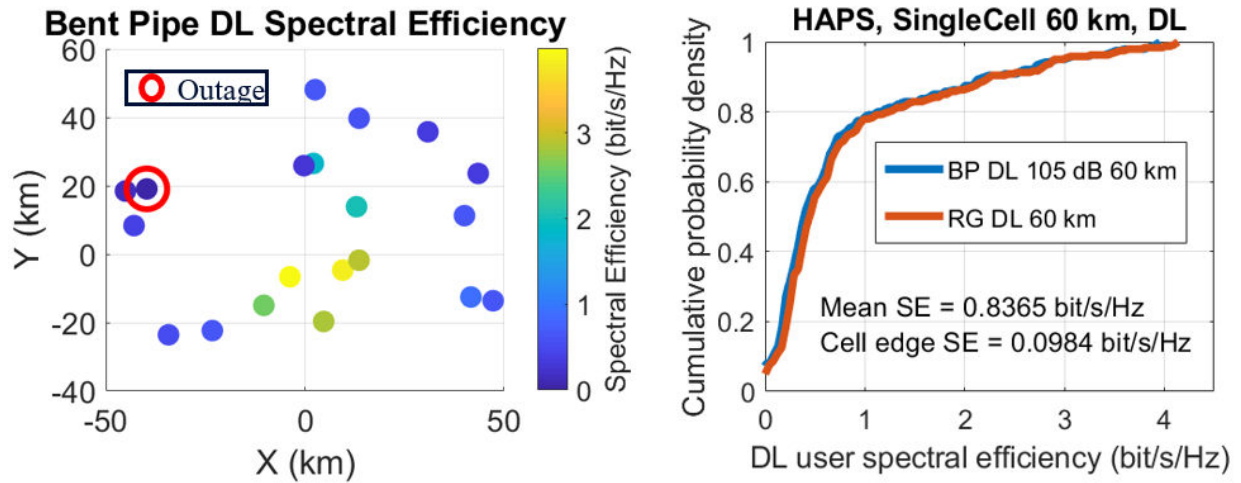 Bent Pipe DL Spectral Efficiency
60
40
20
0
-20
-40
-50
0
50
Y (km)
X (km)
Outage
3
2
1
0
Spectral Efficiency (bit/s/Hz)
HAPS, SingleCell 60 km, DL
1
0.8
0.6
0.4
0.2
0
0
1
2
3
4
Cumulative probability density
DL user spectral efficiency (bit/s/Hz)
BP DL 105 dB 60 km
RG DL 60 km
Mean SE = 0.8365 bit/s/Hz
Cell edge SE = 0.0984 bit/s/Hz